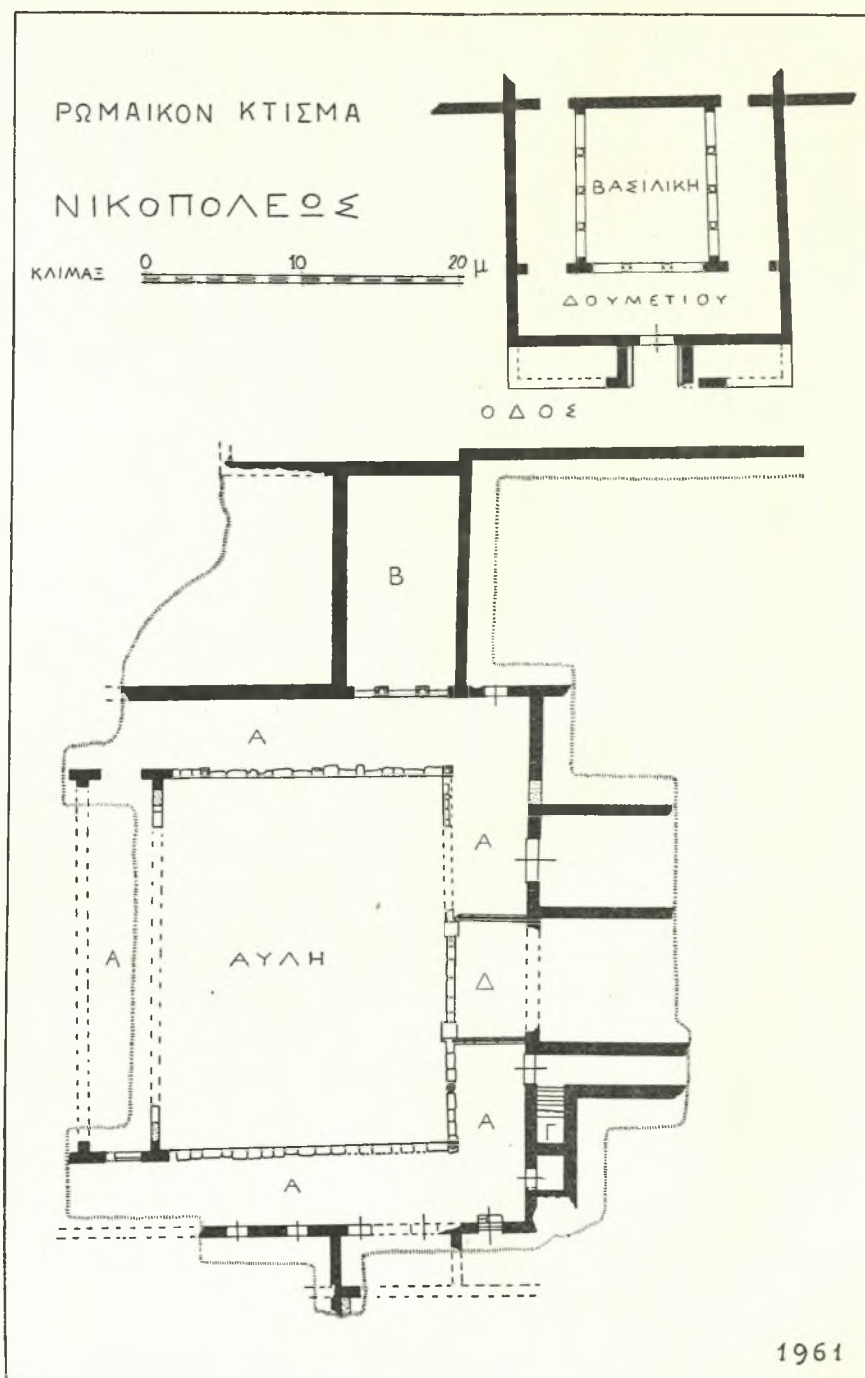 ΡΩΜΑΙΚΟΝ ΚΤΙΣΜΑ
ΝΙΚΟΠΟΛΕΩΣ
ΚΛΙΜΑΞ 0 10 20 μ
ΒΑΣΙΛΙΚΗ
ΔΟΥΜΕΤΙΟΥ
ΟΔΟΣ
Β
Α
Α
Α
ΑΥΛΗ
Δ
Α
Γ
Α
1961